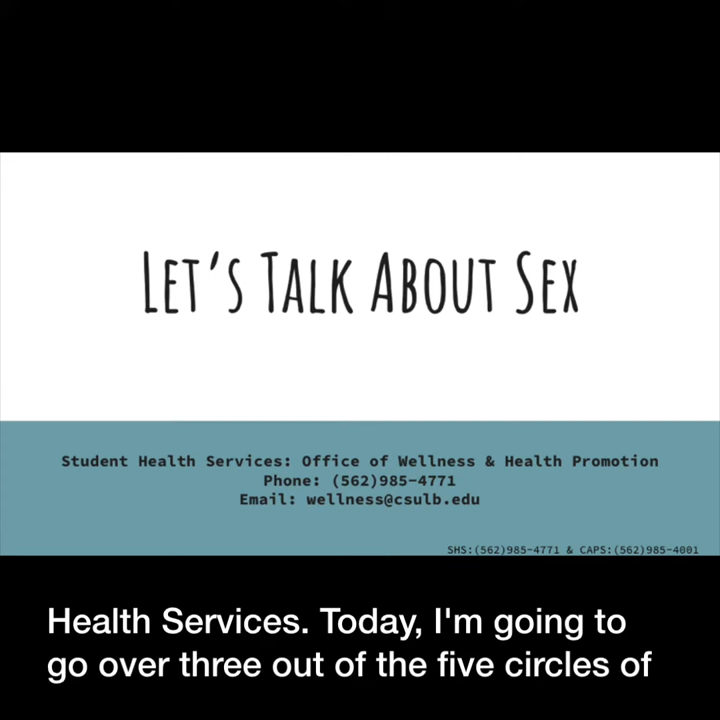 LET'S TALK ABOUT SEX
Student Health Services: Office of Wellness & Health Promotion
Phone: (562)985-4771
Email: wellness@csulb.edu
SHS:(562)985-4771 & CAPS:(562)985-4001
Health Services. Today, I'm going to
go over three out of the five circles of